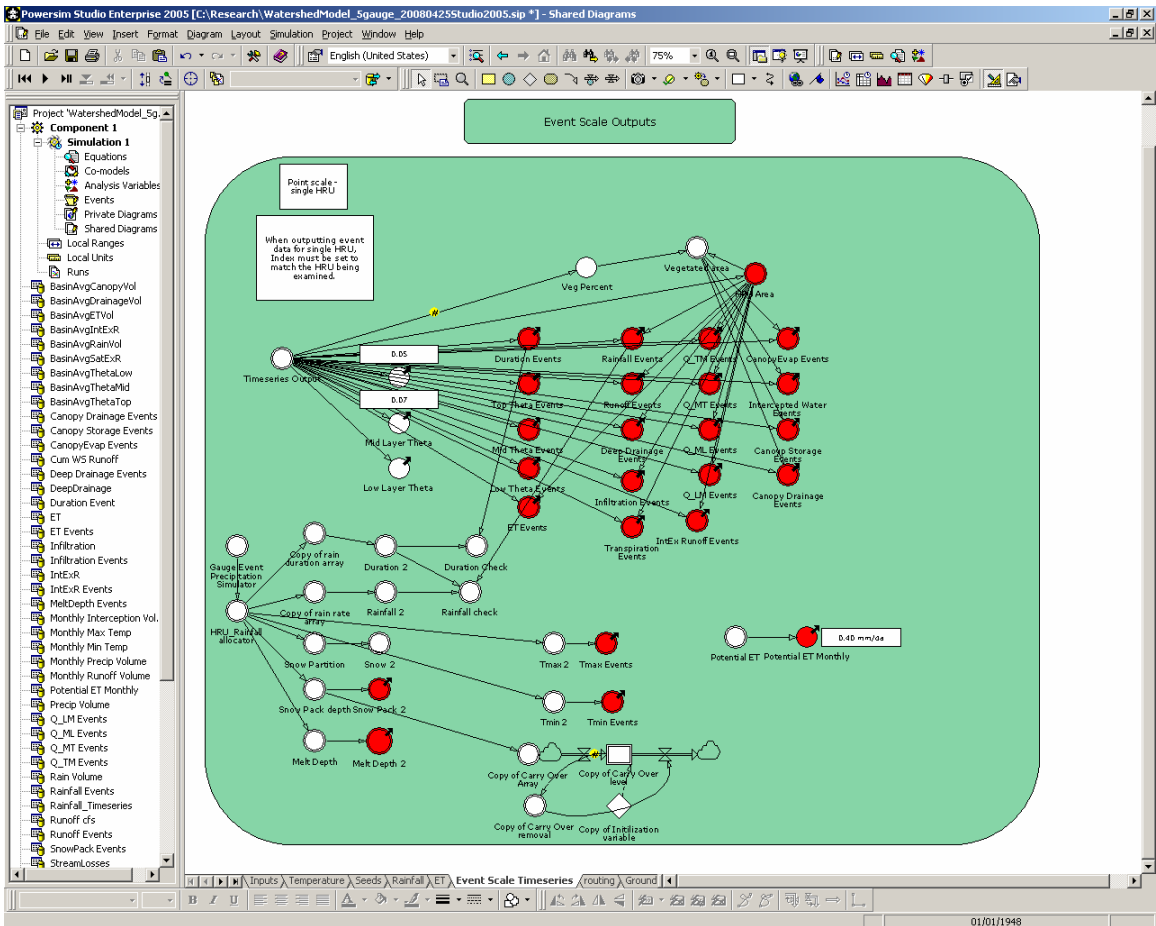 Powersim Studio Enterprise 2005 [C:\Research\WatershedModel_5gauge_20080425Studio2005.sip *] - Shared Diagrams
File Edit View Insert Format Diagram Layout Simulation Project Window Help
English (United States)
75%
Project 'WatershedModel_5g.
Component 1
Simulation 1
Equations
Co-models
Analysis Variables
Events
Private Diagrams
Shared Diagrams
Local Ranges
Local Units
Runs
BasinAvgCanopyVol
BasinAvgDrainageVol
BasinAvgETVol
BasinAvgIntExR
BasinAvgRainVol
BasinAvgSatExR
BasinAvgThetaLow
BasinAvgThetaMid
BasinAvgThetaTop
Canopy Drainage Events
Canopy Storage Events
CanopyEvap Events
Cum WS Runoff
Deep Drainage Events
DeepDrainage
Duration Event
ET
ET Events
Infiltration
Infiltration Events
IntExR
IntExR Events
MeltDepth Events
Monthly Interception Vol.
Monthly Max Temp
Monthly Min Temp
Monthly Precip Volume
Monthly Runoff Volume
Potential ET Monthly
Precip Volume
Q_LM Events
Q_ML Events
Q_MT Events
Q_TM Events
Rain Volume
Rainfall Events
Rainfall_Timeseries
Runoff cfs
Runoff Events
SnowPack Events
StreamLosses
Event Scale Outputs
Point scale -
single HRU
When outputting event
data for single HRU,
Index must be set to
match the HRU being
examined.
Vegetated area
Veg Percent
Area
Timeseries Output
0.05
0.07
Mid Layer Theta
Low Layer Theta
Duration Events
Rainfall Events
Q_TM Events
CanopyEvap Events
Top Theta Events
Runoff Events
Q_MT Events
Intercepted Water
Events
Mid Theta Events
Deep Drainage
Events
Q_ML Events
Canoyp Storage
Events
Low Theta Events
Infiltration Events
Q_LM Events
Canopy Drainage
Events
ET Events
Transpiration
Events
IntEx Runoff Events
Gauge Event
Precipitation
Simulator
Copy of rain
duration array
Duration 2
Duration Check
HRU_Rainfall
allocator
Copy of rain rate
array
Rainfall 2
Rainfall check
Snow Partition
Snow 2
Tmax 2
Tmax Events
Potential ET
Potential ET Monthly
0.40 mm/da
Snow Pack depth
Snow Pack 2
Tmin 2
Tmin Events
Melt Depth
Melt Depth 2
Copy of Carry Over
Array
Copy of Carry Over
level
Copy of Carry Over
removal
Copy of Initilization
variable
Inputs Temperature Seeds Rainfall ET Event Scale Timeseries routing Ground
B I U
01/01/1948